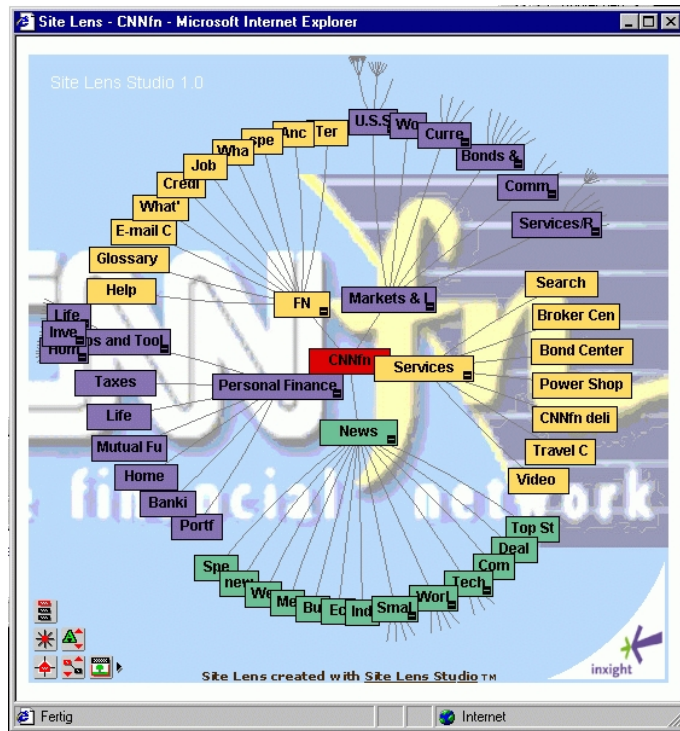 Site Lens - CNNfn - Microsoft Internet Explorer
Site Lens Studio 1.0
U.S.S
Wo
Curre
Bonds &
Comm
Services/R
Ter
Anc
spe
Wha
Job
Credi
What'
E-mail C
Glossary
Help
FN
Markets & I
Life
Inve
Hom
ps and Tool
Search
Broker Cen
Bond Center
Power Shop
CNNfn deli
Travel C
Video
CNNfn
Services
Personal Finance
Taxes
Life
Mutual Fu
Home
Banki
Portf
News
CNN fn
financial network
Top St
Deal
Com
Tech
Worl
Smal
Ind
Ec
Bu
Me
We
new
Spe
inxight
Site Lens created with Site Lens Studio TM
Fertig
Internet